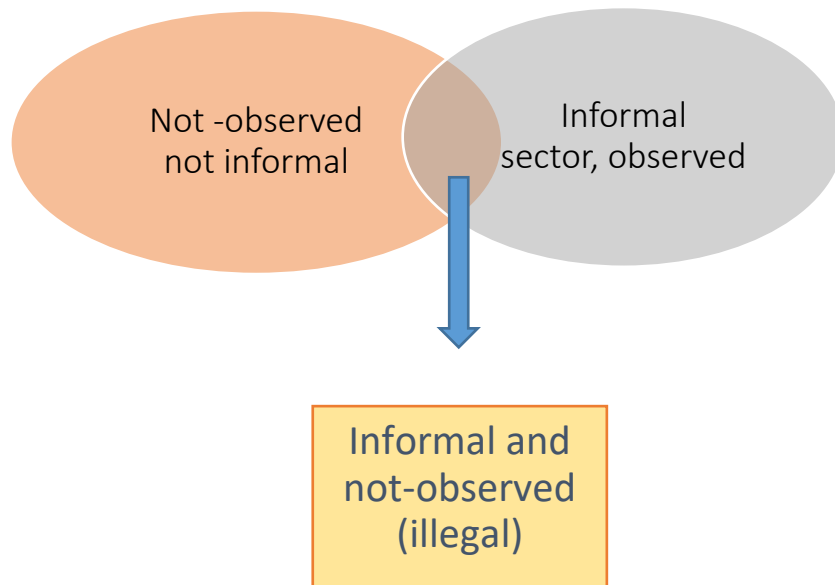 Not -observed
not informal
Informal
sector, observed
Informal and
not-observed
(illegal)